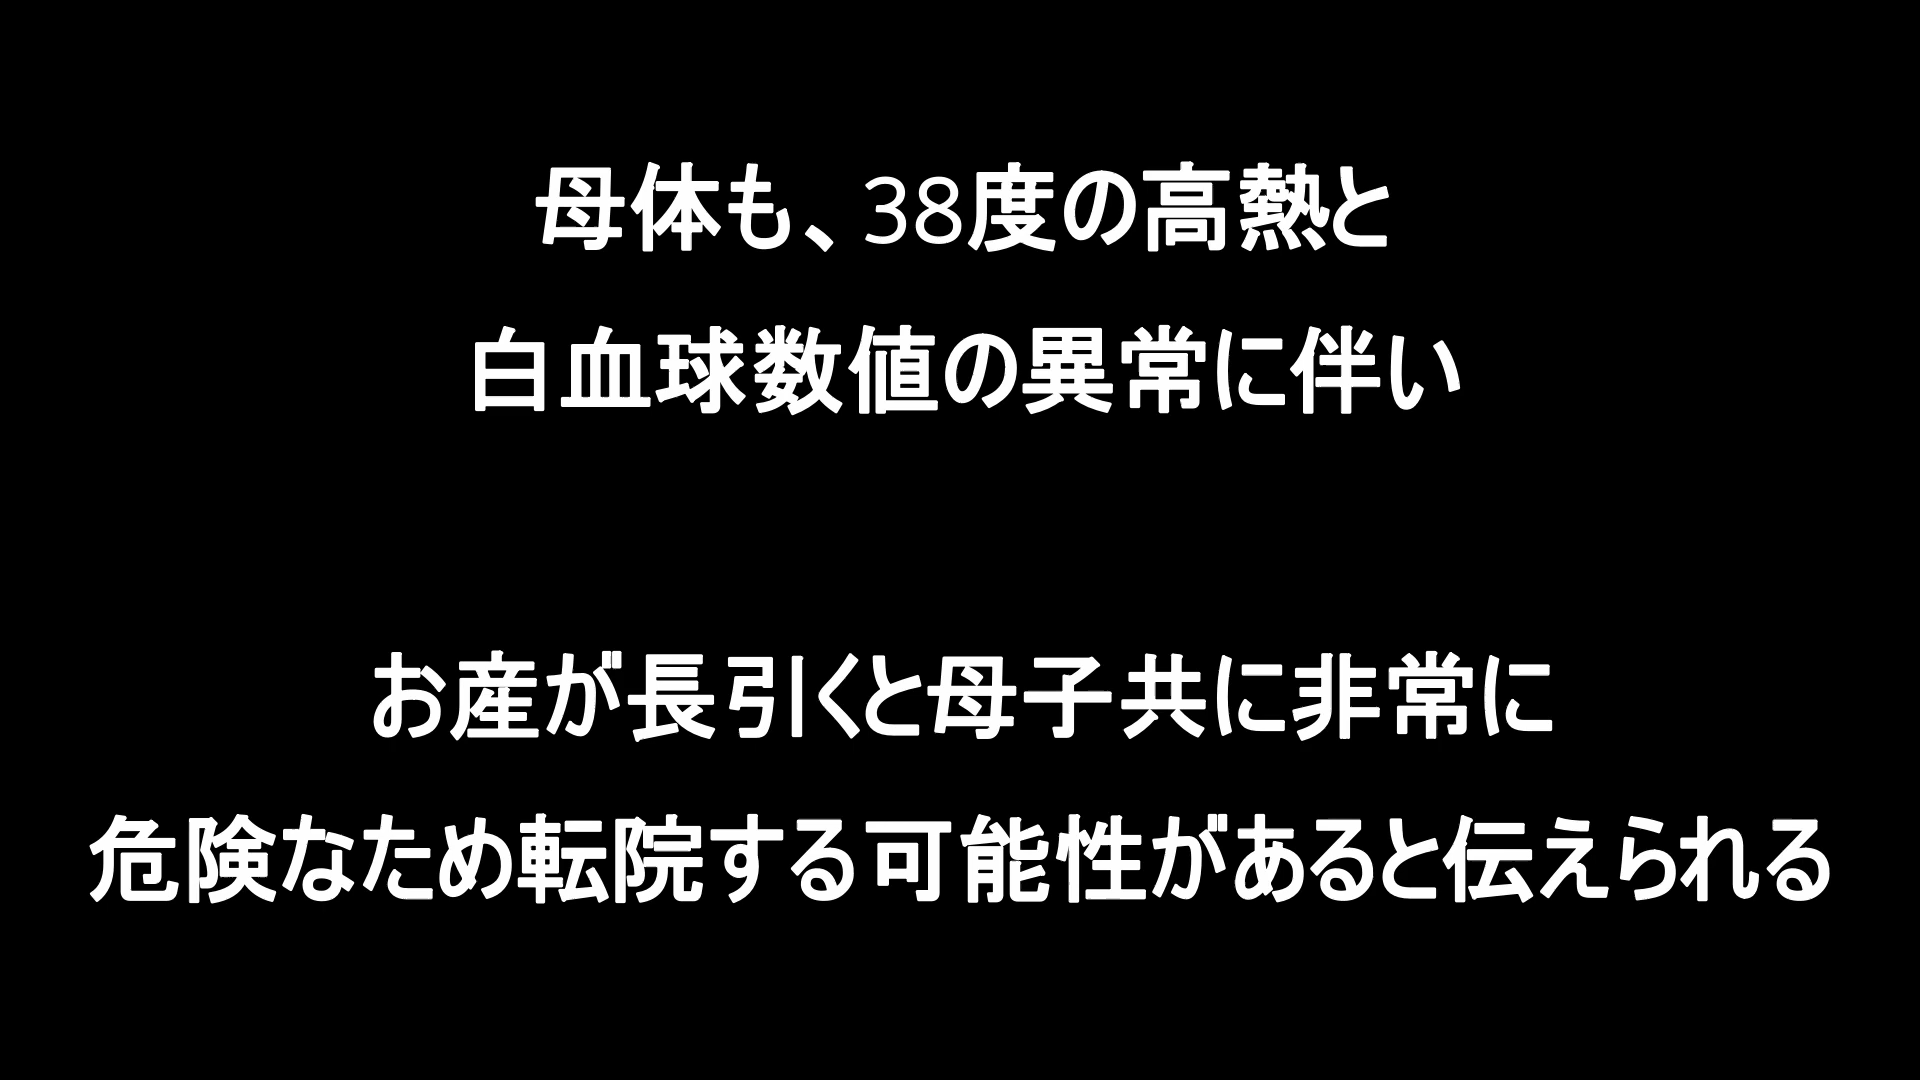 母体も、38度の高熱と
白血球数値の異常に伴い
お産が長引くと母子共に非常に
危険なため転院する可能性があると伝えられる